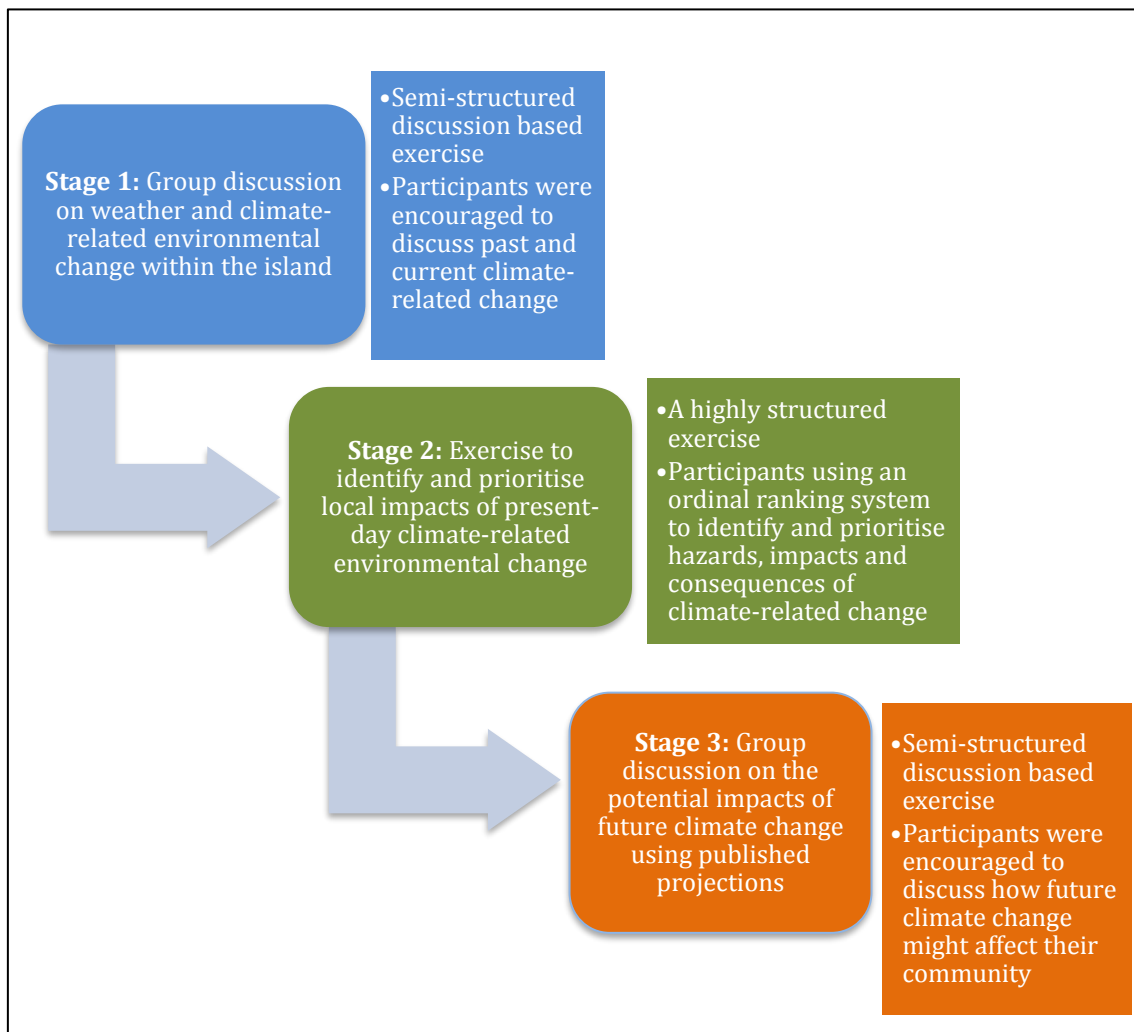 Stage 1: Group discussion
on weather and climate-
related environmental
change within the island
•Semi-structured
discussion based
exercise
•Participants were
encouraged to
discuss past and
current climate-
related change
Stage 2: Exercise to
identify and prioritise
local impacts of present-
day climate-related
environmental change
•A highly structured
exercise
•Participants using an
ordinal ranking system
to identify and prioritise
hazards, impacts and
consequences of
climate-related change
Stage 3: Group
discussion on the
potential impacts of
future climate change
using published
projections
•Semi-structured
discussion based
exercise
•Participants were
encouraged to
discuss how future
climate change
might affect their
community